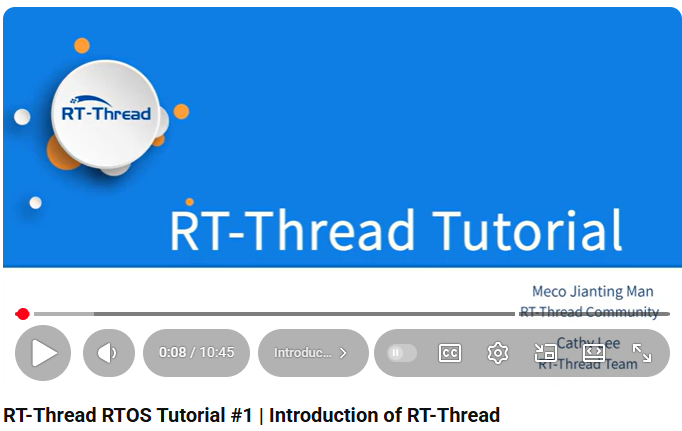 RT-Thread
RT-Thread Tutorial
Meco Jianting Man
RT-Thread Community
Cathy Lee
RT-Thread Team
0:08 / 10:45
Introduc...
CC
RT-Thread RTOS Tutorial #1 | Introduction of RT-Thread